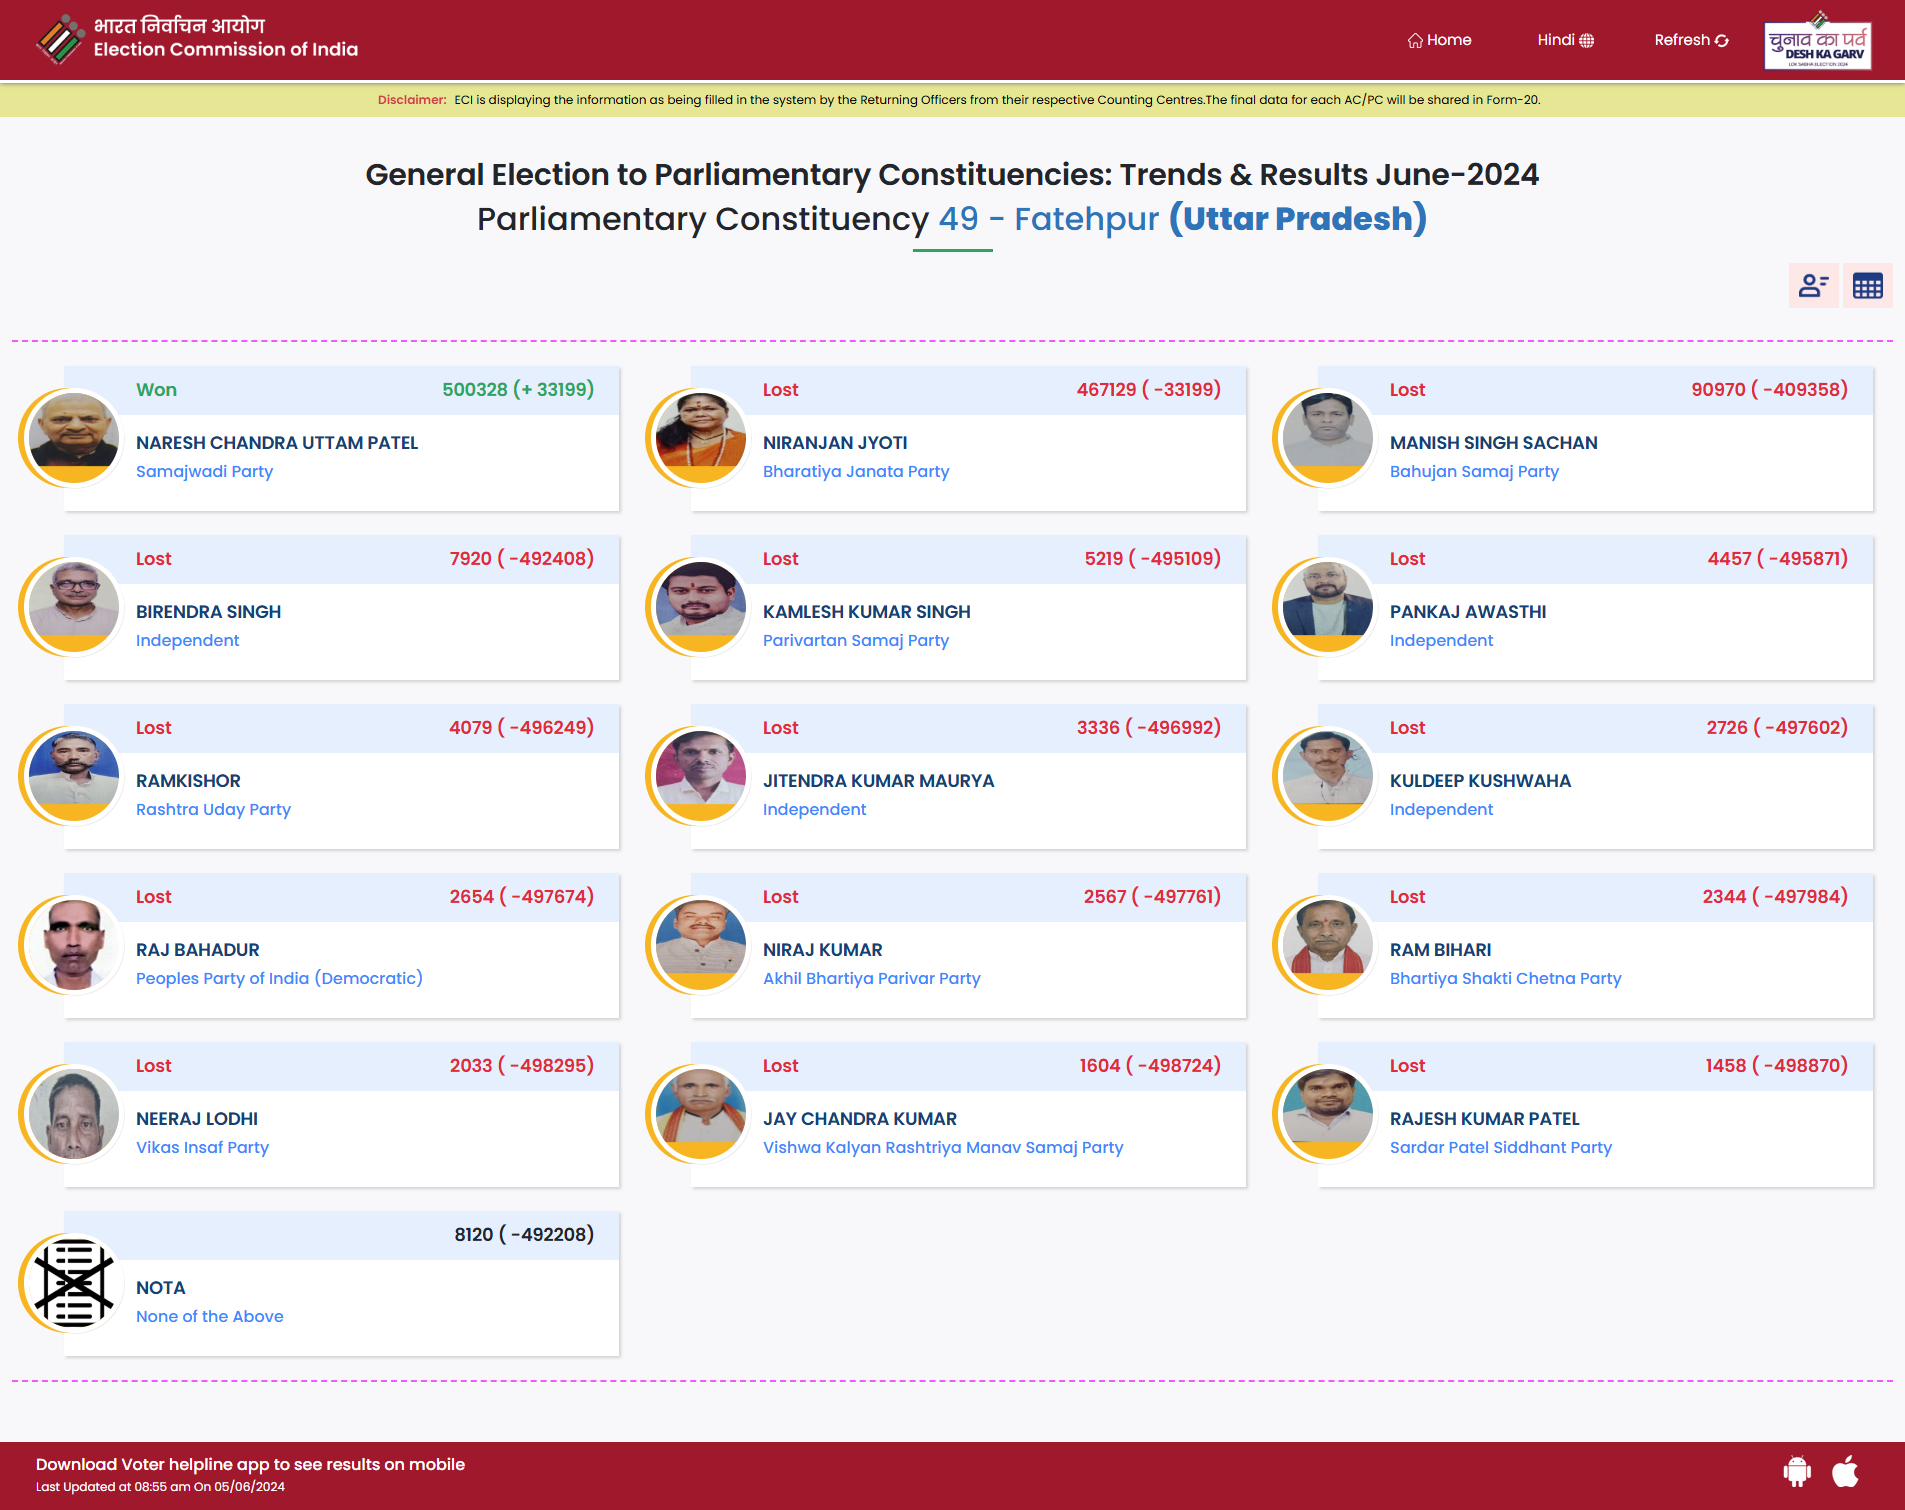 भारत निर्वाचन आयोग
Election Commission of India
Home
Hindi
Refresh
चुनाव का पर्व
DESH KA GARV
LOK SABHA ELECTION 2024
Disclaimer: ECI is displaying the information as being filled in the system by the Returning Officers from their respective Counting Centres.The final data for each AC/PC will be shared in Form-20.
General Election to Parliamentary Constituencies: Trends & Results June-2024
Parliamentary Constituency 49 - Fatehpur (Uttar Pradesh)
Won 500328 (+ 33199)
NARESH CHANDRA UTTAM PATEL
Samajwadi Party
Lost 467129 ( -33199)
NIRANJAN JYOTI
Bharatiya Janata Party
Lost 90970 ( -409358)
MANISH SINGH SACHAN
Bahujan Samaj Party
Lost 7920 ( -492408)
BIRENDRA SINGH
Independent
Lost 5219 ( -495109)
KAMLESH KUMAR SINGH
Parivartan Samaj Party
Lost 4457 ( -495871)
PANKAJ AWASTHI
Independent
Lost 4079 ( -496249)
RAMKISHOR
Rashtra Uday Party
Lost 3336 ( -496992)
JITENDRA KUMAR MAURYA
Independent
Lost 2726 ( -497602)
KULDEEP KUSHWAHA
Independent
Lost 2654 ( -497674)
RAJ BAHADUR
Peoples Party of India (Democratic)
Lost 2567 ( -497761)
NIRAJ KUMAR
Akhil Bhartiya Parivar Party
Lost 2344 ( -497984)
RAM BIHARI
Bhartiya Shakti Chetna Party
Lost 2033 ( -498295)
NEERAJ LODHI
Vikas Insaf Party
Lost 1604 ( -498724)
JAY CHANDRA KUMAR
Vishwa Kalyan Rashtriya Manav Samaj Party
Lost 1458 ( -498870)
RAJESH KUMAR PATEL
Sardar Patel Siddhant Party
8120 ( -492208)
NOTA
None of the Above
Download Voter helpline app to see results on mobile
Last Updated at 08:55 am On 05/06/2024